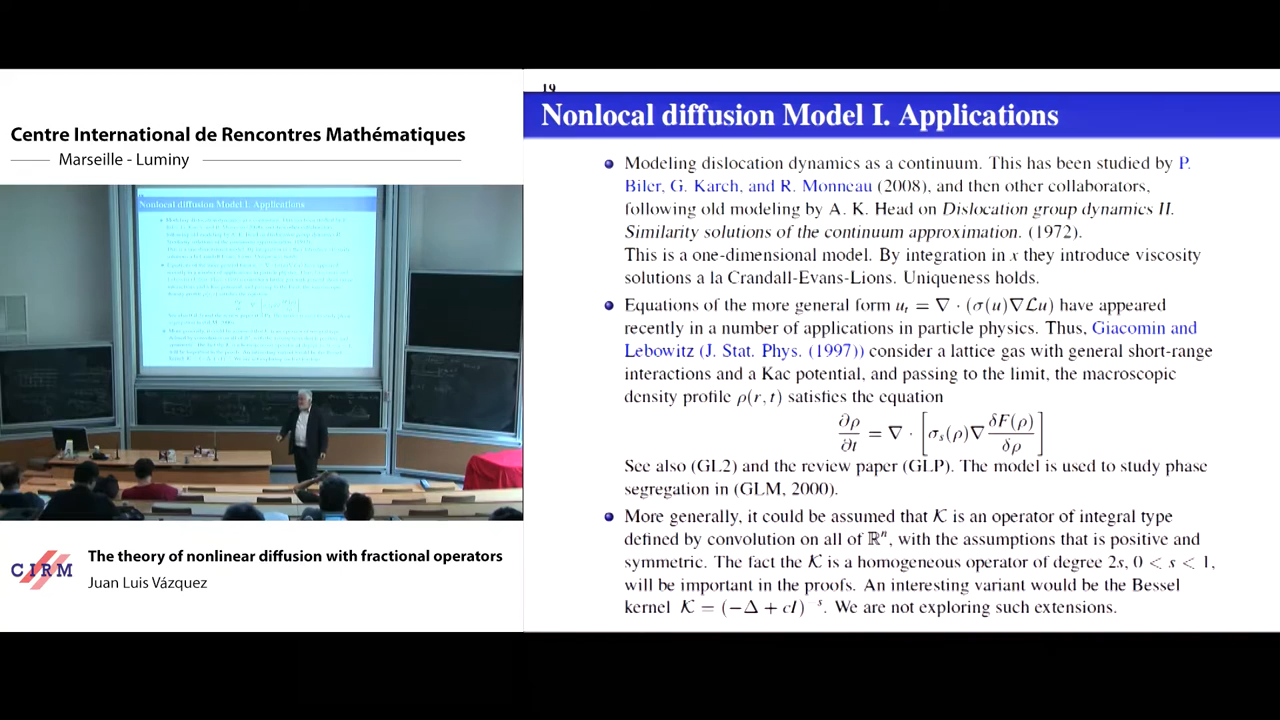 Centre International de Rencontres Mathématiques
Marseille - Luminy
Nonlocal diffusion Model I. Applications
CIRM
The theory of nonlinear diffusion with fractional operators
Juan Luis Vázquez
19
Nonlocal diffusion Model I. Applications
Modeling dislocation dynamics as a continuum. This has been studied by P.
Biler, G. Karch, and R. Monneau (2008), and then other collaborators,
following old modeling by A. K. Head on Dislocation group dynamics II.
Similarity solutions of the continuum approximation. (1972).
This is a one-dimensional model. By integration in x they introduce viscosity
solutions a la Crandall-Evans-Lions. Uniqueness holds.
Equations of the more general form u_t = ∇ · (σ(u)∇ℒu) have appeared
recently in a number of applications in particle physics. Thus, Giacomin and
Lebowitz (J. Stat. Phys. (1997)) consider a lattice gas with general short-range
interactions and a Kac potential, and passing to the limit, the macroscopic
density profile ρ(r, t) satisfies the equation
∂ρ/∂t = ∇ · [σ_s(ρ)∇ δF(ρ)/δρ]
See also (GL2) and the review paper (GLP). The model is used to study phase
segregation in (GLM, 2000).
More generally, it could be assumed that 𝒦 is an operator of integral type
defined by convolution on all of ℝⁿ, with the assumptions that is positive and
symmetric. The fact the 𝒦 is a homogeneous operator of degree 2s, 0 < s < 1,
will be important in the proofs. An interesting variant would be the Bessel
kernel 𝒦 = (−Δ + cI)^s. We are not exploring such extensions.